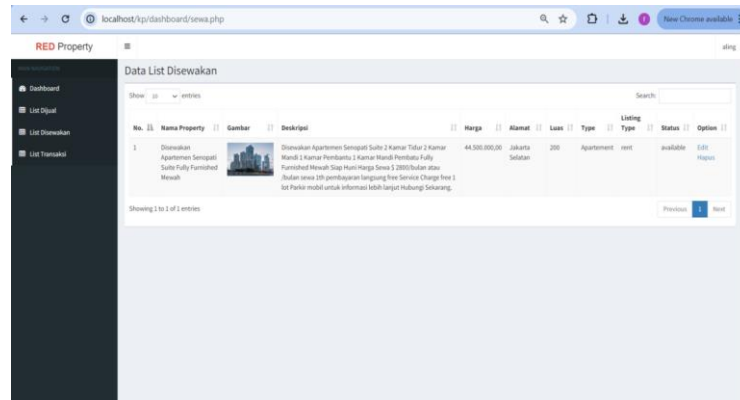 localhost/kp/dashboard/sewa.php
New Chrome available
RED Property
aling
Dashboard
List Dijual
List Disewakan
List Transaksi
Data List Disewakan
Show 10 entries
Search:
No. Nama Property Gambar Deskripsi Harga Alamat Luas Type Listing Type Status Option
1
Disewakan
Apartemen Senopati
Suite Fully Furnished
Mewah
Disewakan Apartemen Senopati Suite 2 Kamar Tidur 2 Kamar
Mandi 1 Kamar Pembantu 1 Kamar Mandi Pembatu Fully
Furnished Mewah Siap Huni Harga Sewa $ 2800/bulan atau
/bulan sewa 1th pembayaran langsung free Service Charge free 1
lot Parkir mobil untuk informasi lebih lanjut Hubungi Sekarang.
44.500.000,00
Jakarta
Selatan
200
Apartement
rent
available
Edit
Hapus
Showing 1 to 1 of 1 entries
Previous 1 Next